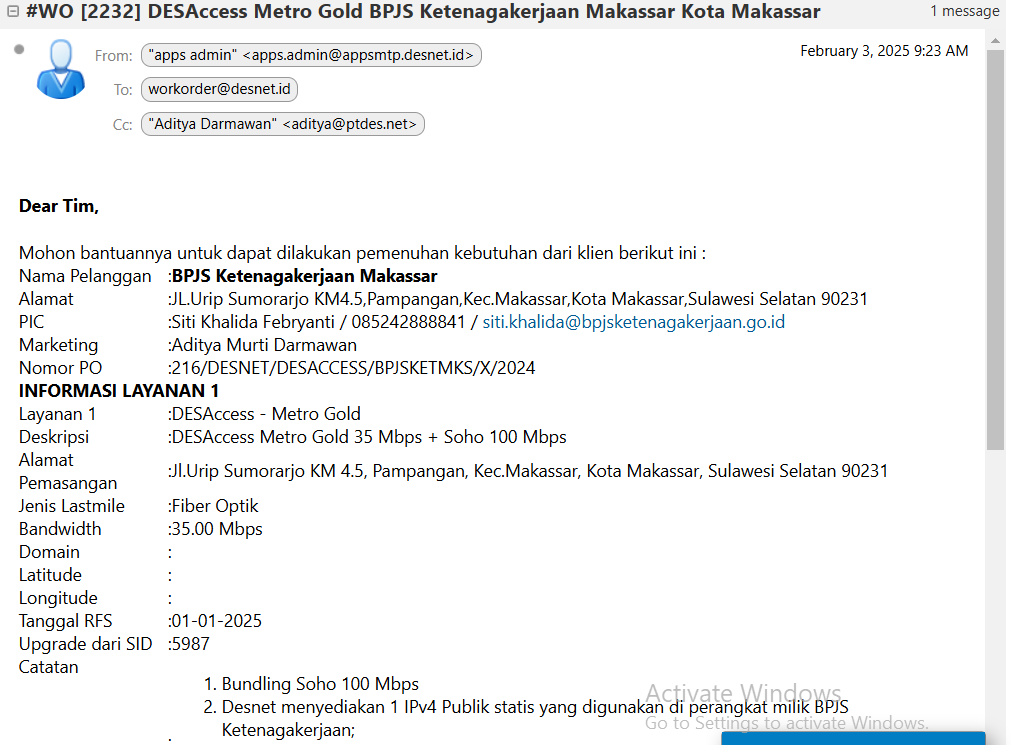 #WO [2232] DESAccess Metro Gold BPJS Ketenagakerjaan Makassar Kota Makassar 1 message
From: "apps admin" <apps.admin@appsmtp.desnet.id> February 3, 2025 9:23 AM
To: workorder@desnet.id
Cc: "Aditya Darmawan" <aditya@ptdes.net>
Dear Tim,
Mohon bantuannya untuk dapat dilakukan pemenuhan kebutuhan dari klien berikut ini :
Nama Pelanggan :BPJS Ketenagakerjaan Makassar
Alamat :JL.Urip Sumorarjo KM4.5,Pampangan,Kec.Makassar,Kota Makassar,Sulawesi Selatan 90231
PIC :Siti Khalida Febryanti / 085242888841 / siti.khalida@bpjsketenagakerjaan.go.id
Marketing :Aditya Murti Darmawan
Nomor PO :216/DESNET/DESACCESS/BPJSKETMKS/X/2024
INFORMASI LAYANAN 1
Layanan 1 :DESAccess - Metro Gold
Deskripsi :DESAccess Metro Gold 35 Mbps + Soho 100 Mbps
Alamat
Pemasangan :Jl.Urip Sumorarjo KM 4.5, Pampangan, Kec.Makassar, Kota Makassar, Sulawesi Selatan 90231
Jenis Lastmile :Fiber Optik
Bandwidth :35.00 Mbps
Domain :
Latitude :
Longitude :
Tanggal RFS :01-01-2025
Upgrade dari SID :5987
Catatan :
1. Bundling Soho 100 Mbps
2. Desnet menyediakan 1 IPv4 Publik statis yang digunakan di perangkat milik BPJS
Ketenagakerjaan;
Activate Windows
Go to Settings to activate Windows.